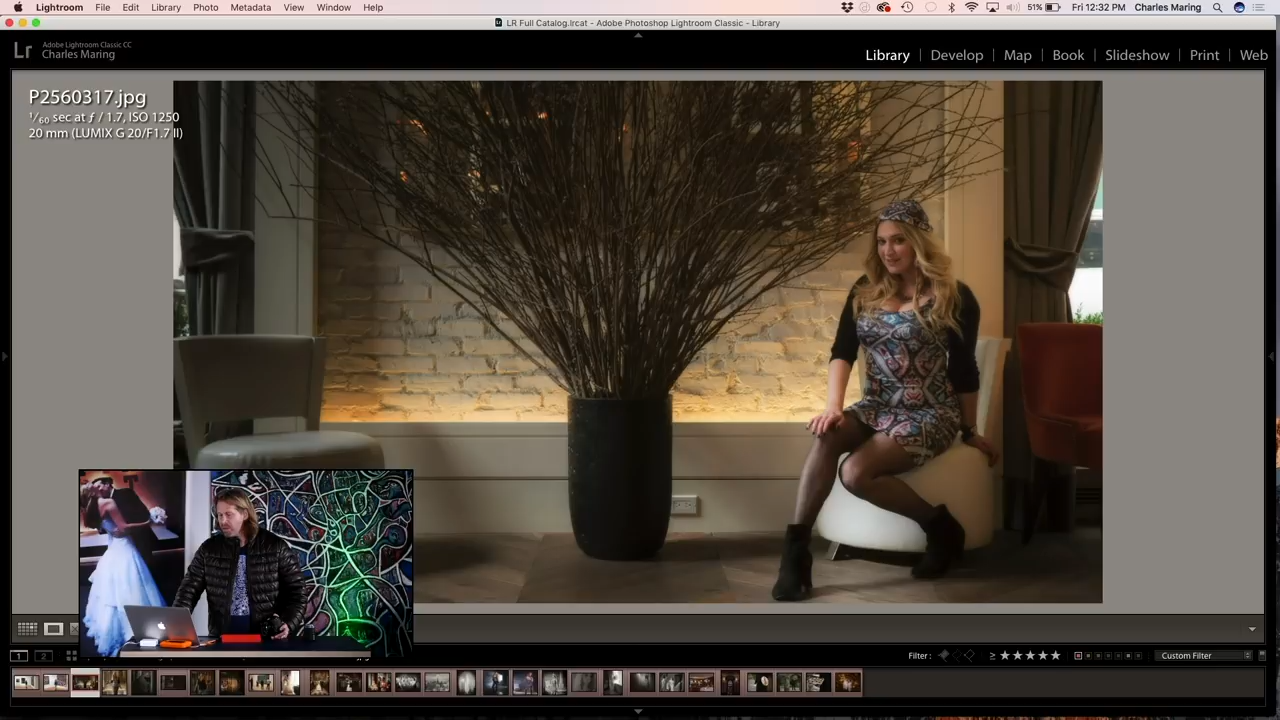 Lightroom File Edit Library Photo Metadata View Window Help
51% Fri 12:32 PM Charles Maring
LR Full Catalog.lrcat - Adobe Photoshop Lightroom Classic - Library
Lr Adobe Lightroom Classic CC
Charles Maring
Library | Develop | Map | Book | Slideshow | Print | Web
P2560317.jpg
1/60 sec at ƒ / 1.7, ISO 1250
20 mm (LUMIX G 20/F1.7 II)
1 2
Filter : ≥ ★★★★★ Custom Filter